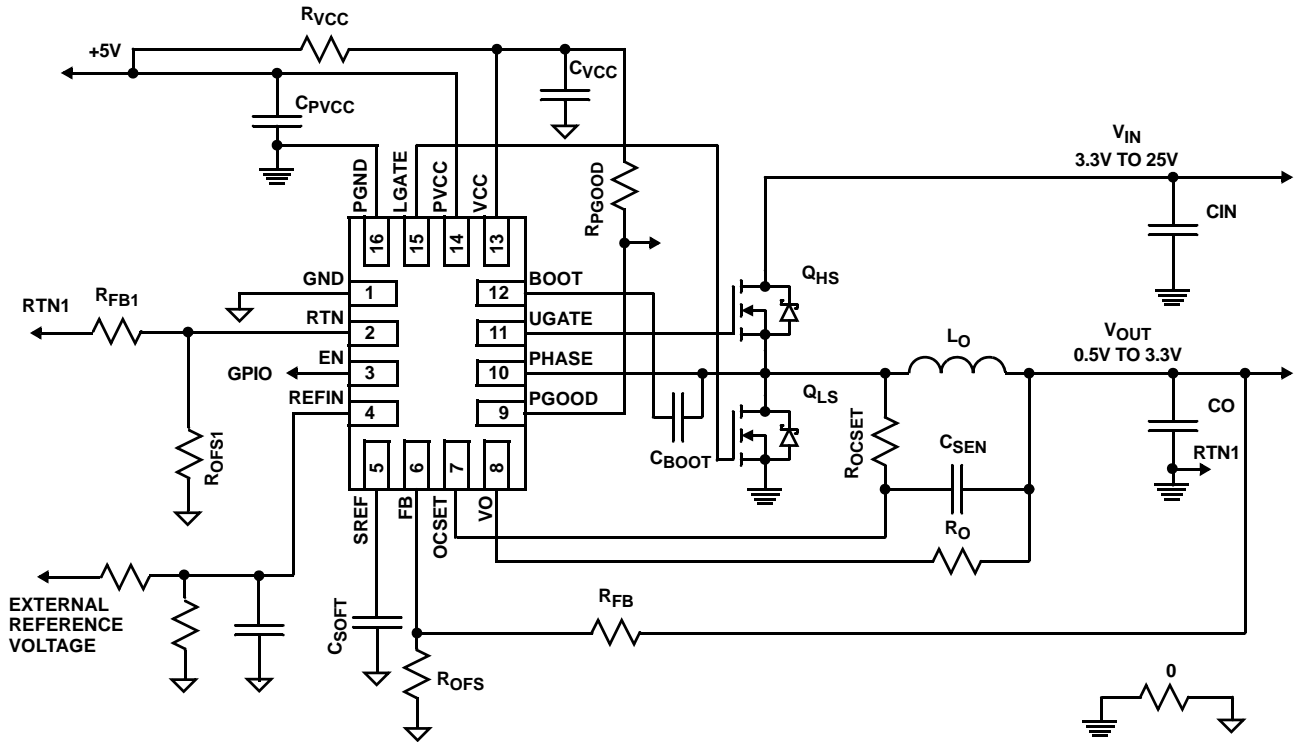 RVCC
+5V
CVCC
CPVCC
VIN
3.3V TO 25V
PGND
LGATE
PVCC
VCC
RPGOOD
CIN
16
15
14
13
GND
1
12
BOOT
QHS
RTN1
RFB1
RTN
2
11
UGATE
LO
VOUT
0.5V TO 3.3V
GPIO
EN
3
10
PHASE
QLS
REFIN
4
9
PGOOD
CO
ROFS1
CBOOT
ROCSET
CSEN
RTN1
5
6
7
8
SREF
FB
OCSET
VO
RO
EXTERNAL
REFERENCE
VOLTAGE
CSOFT
RFB
ROFS
0